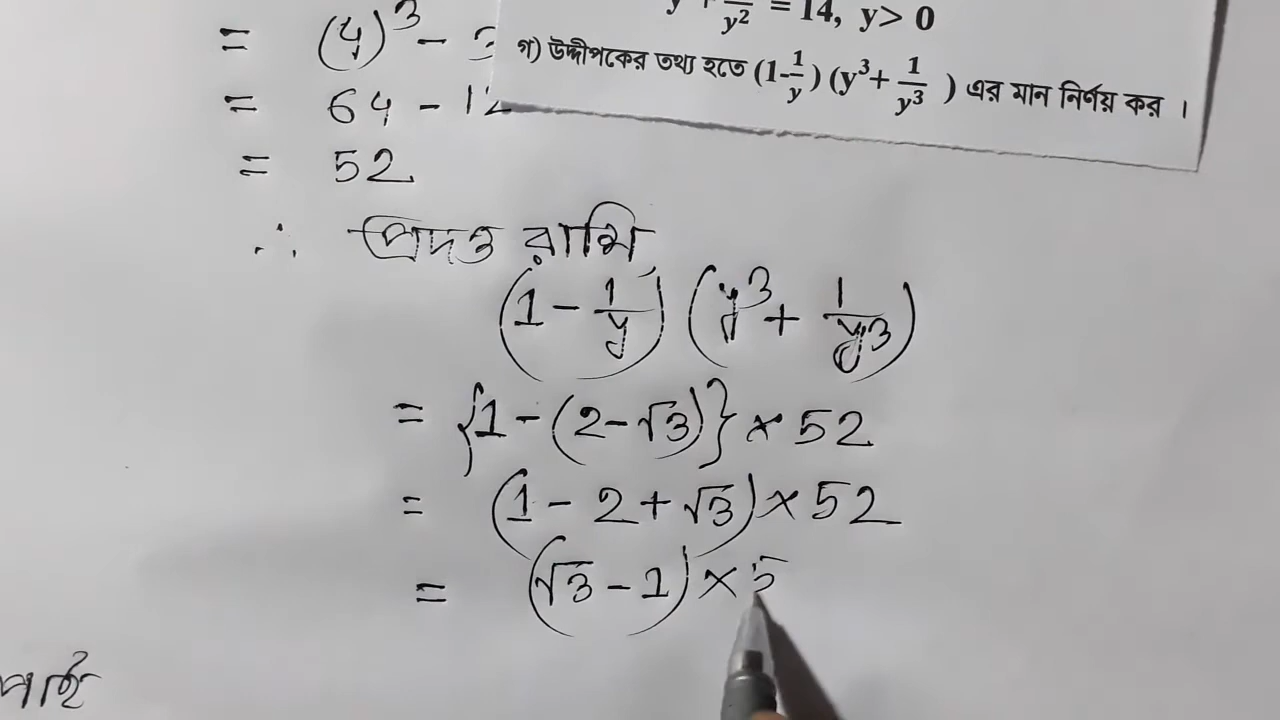 y² = 14, y> 0
গ) উদ্দীপকের তথ্য হতে (1-1/y) (y³+ 1/y³ ) এর মান নির্ণয় কর ।
= (4)³ - 3
= 64 - 12
= 52
∴ প্রদত্ত রাশি,
(1 - 1/y) (y³ + 1/y³)
= {1 - (2-√3)} × 52
= (1 - 2 + √3) × 52
= (√3 - 1) × 5
পাই